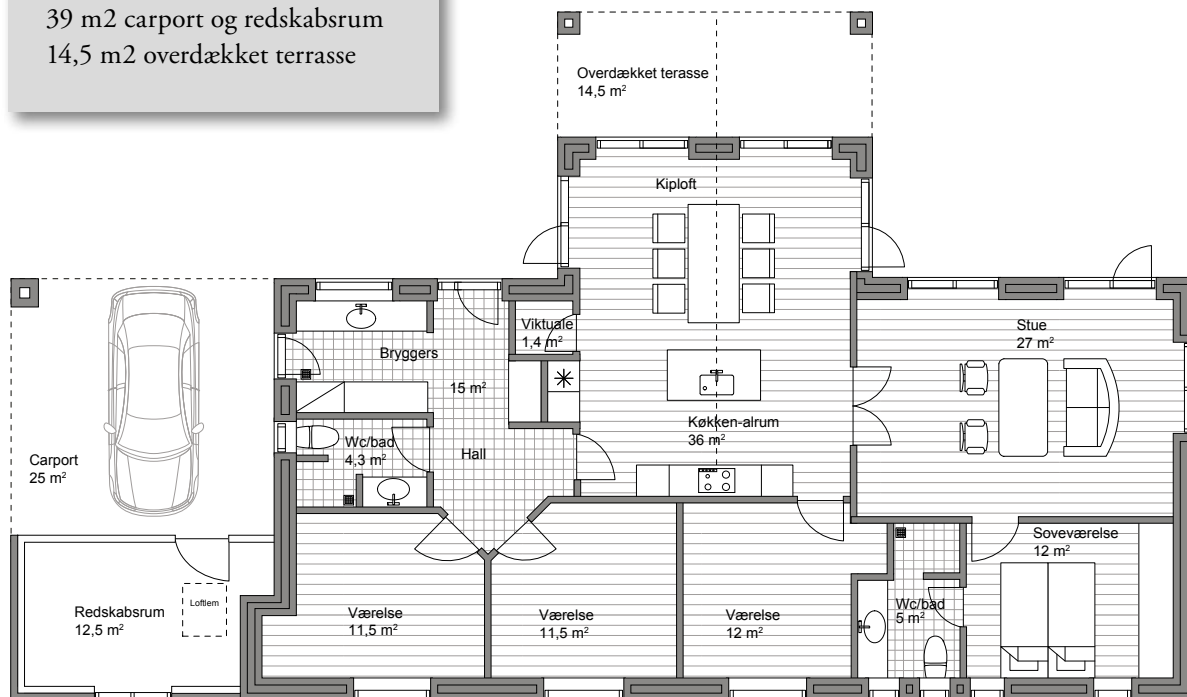 39 m2 carport og redskabsrum
14,5 m2 overdækket terrasse
Overdækket terasse
14,5 m²
Kiploft
Viktuale
1,4 m²
Stue
27 m²
Bryggers
15 m²
Køkken-alrum
36 m²
Wc/bad
4,3 m²
Hall
Carport
25 m²
Soveværelse
12 m²
Loftlem
Redskabsrum
12,5 m²
Værelse
11,5 m²
Værelse
11,5 m²
Værelse
12 m²
Wc/bad
5 m²